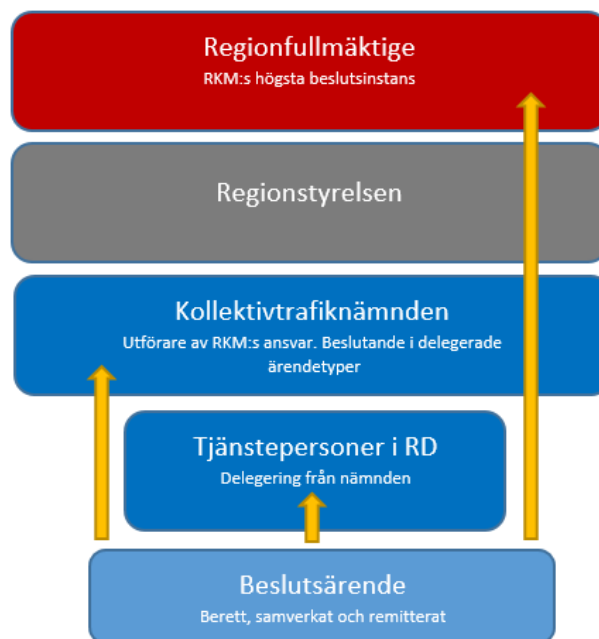 Regionfullmäktige
RKM:s högsta beslutsinstans
Regionstyrelsen
Kollektivtrafiknämnden
Utförare av RKM:s ansvar. Beslutande i delegerade
ärendetyper
Tjänstepersoner i RD
Delegering från nämnden
Beslutsärende
Berett, samverkat och remitterat